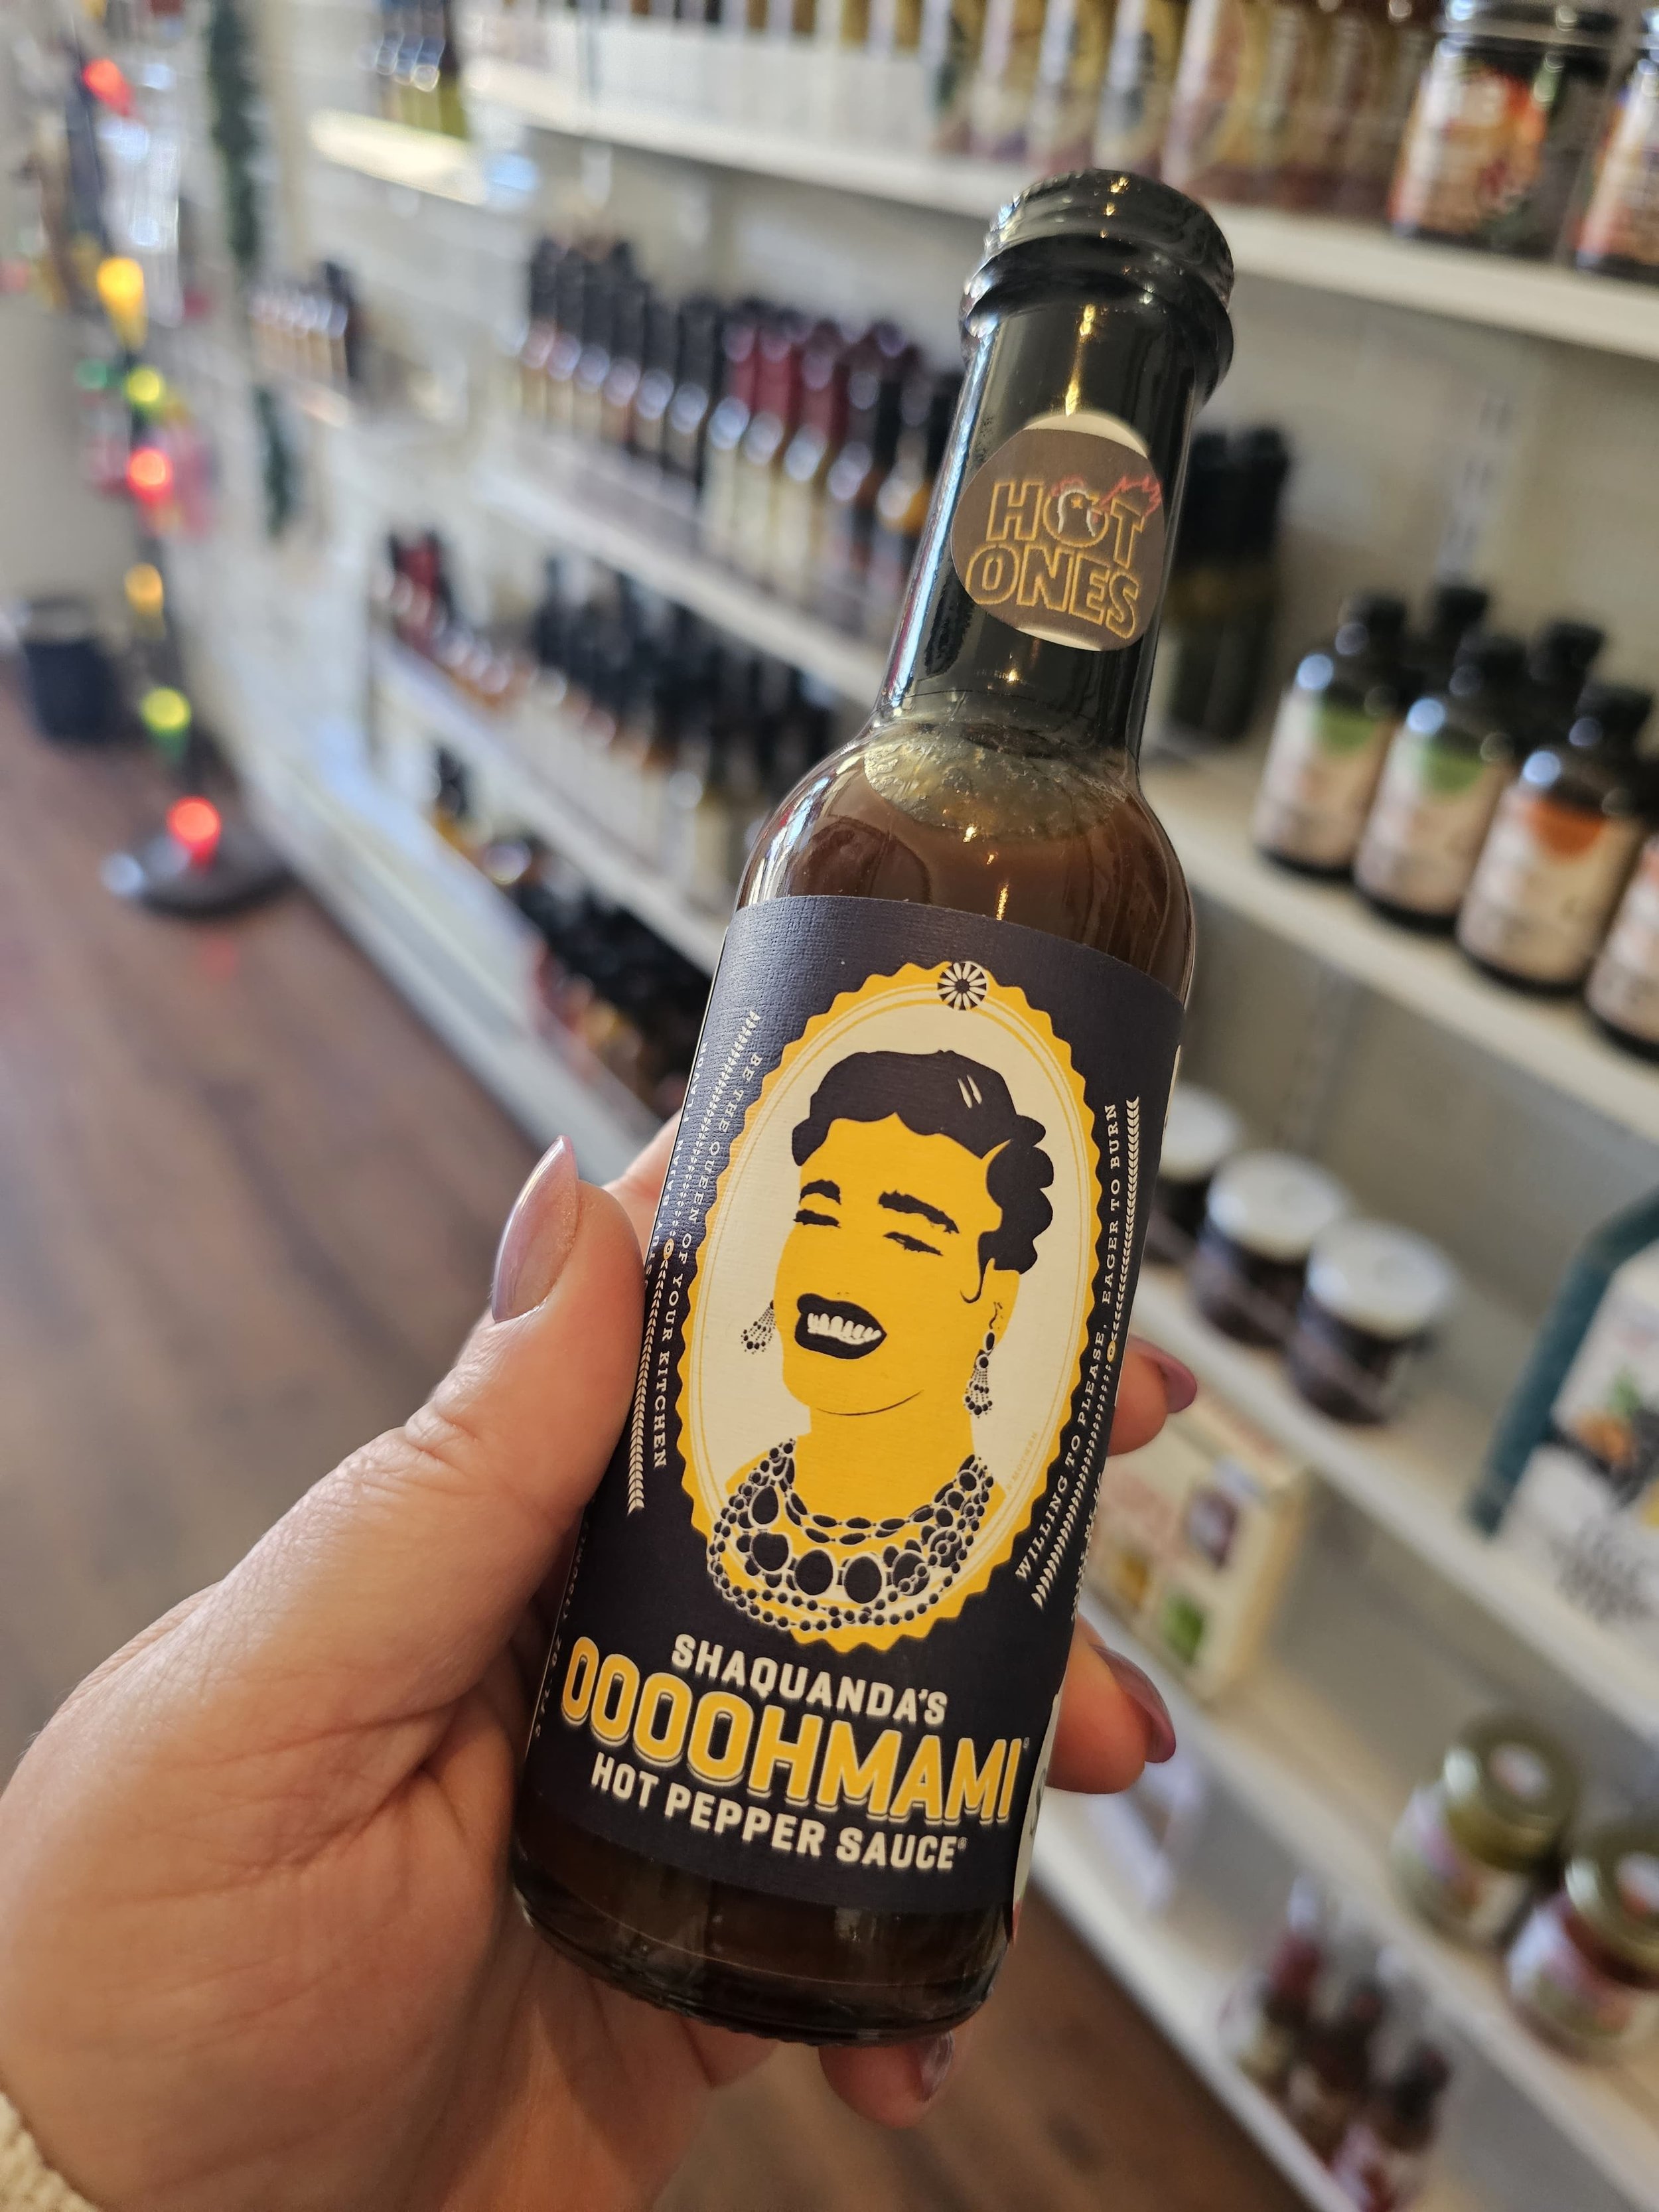 HOT
ONES
BE THE QUEEN OF YOUR KITCHEN
WILLING TO PLEASE, EAGER TO BURN
SHAQUANDA'S
OOOOHMAMI®
HOT PEPPER SAUCE®